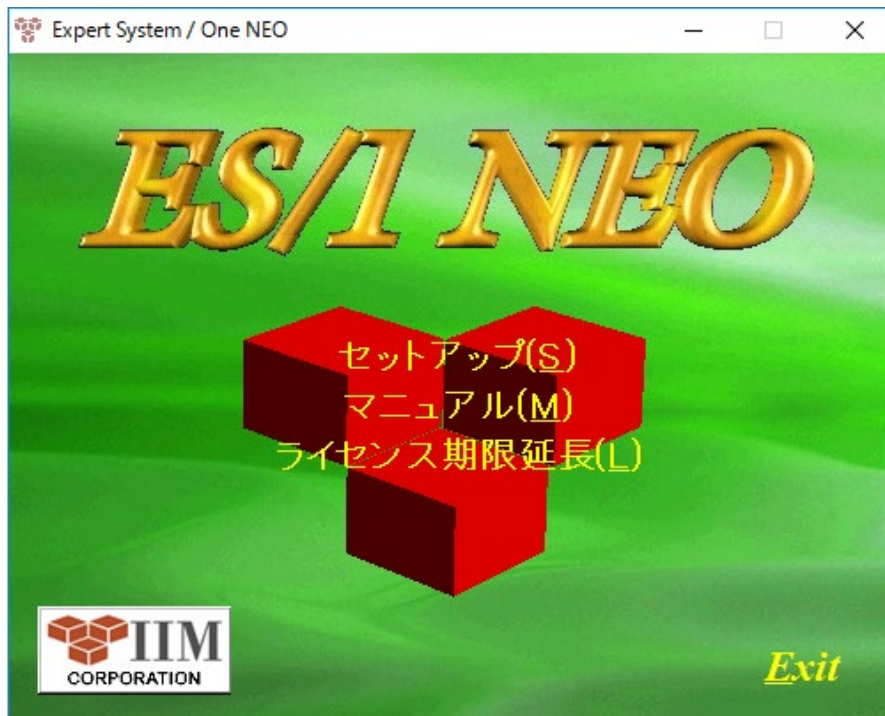 Expert System / One NEO
ES/1 NEO
セットアップ(S)
マニュアル(M)
ライセンス期限延長(L)
IIM
CORPORATION
Exit